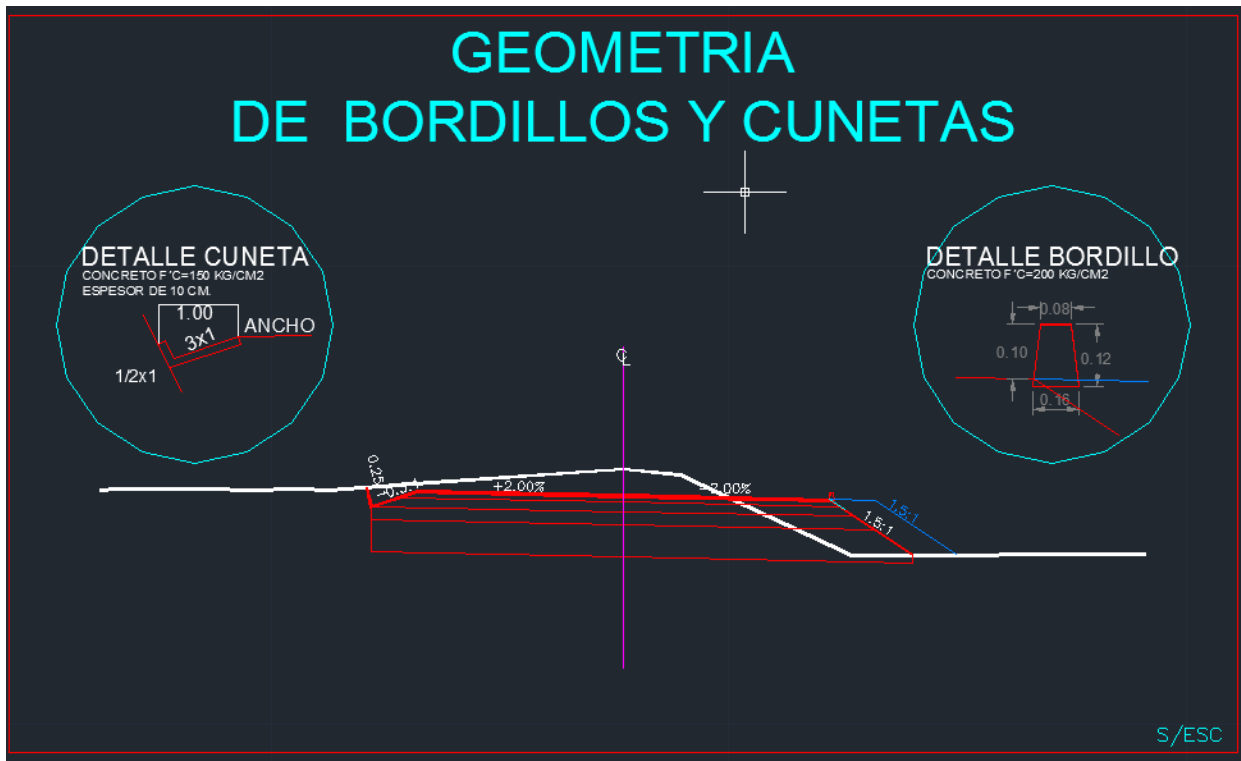 GEOMETRIA
DE BORDILLOS Y CUNETAS
DETALLE CUNETA
CONCRETO F'C=150 KG/CM2
ESPESOR DE 10 CM.
1.00
3x1
ANCHO
1/2x1
DETALLE BORDILLO
CONCRETO F'C=200 KG/CM2
0.08
0.10
0.12
0.16
CL
+2.00%
1.5:1
1.5:1
S/ESC